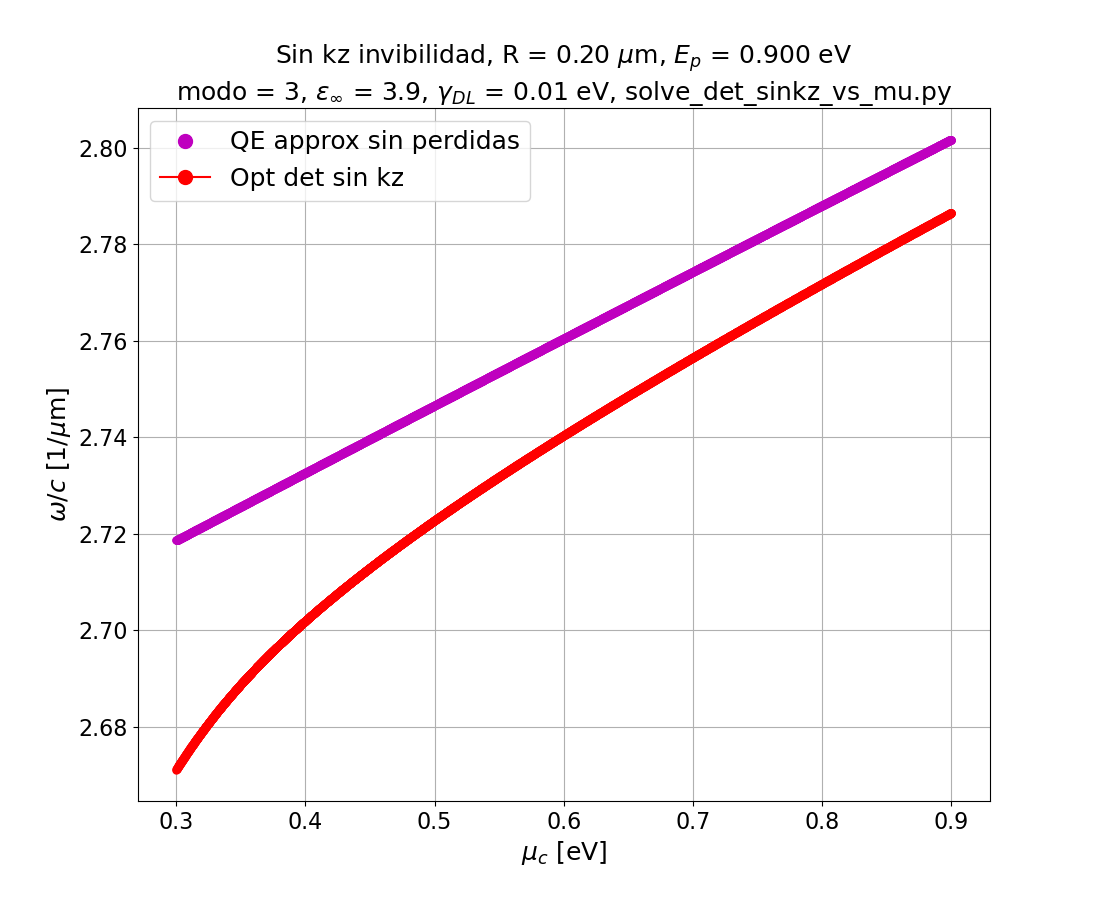 Sin kz invibilidad, R = 0.20 μm, E_p = 0.900 eV
modo = 3, ε_∞ = 3.9, γ_DL = 0.01 eV, solve_det_sinkz_vs_mu.py
QE approx sin perdidas
Opt det sin kz
2.80
2.78
2.76
2.74
2.72
2.70
2.68
ω/c [1/μm]
0.3 0.4 0.5 0.6 0.7 0.8 0.9
μ_c [eV]